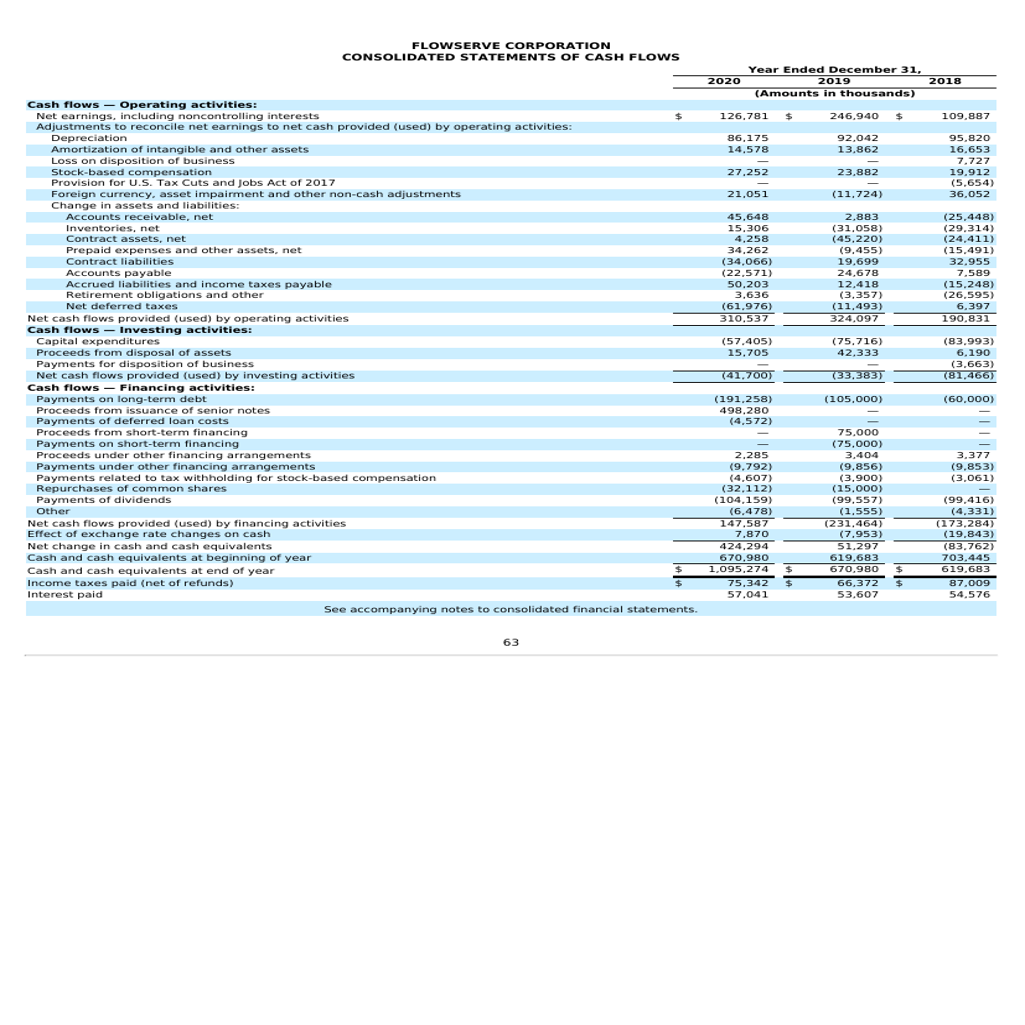 FLOWSERVE CORPORATION
CONSOLIDATED STATEMENTS OF CASH FLOWS
Year Ended December 31,
2020 2019 2018
(Amounts in thousands)
Cash flows — Operating activities:
Net earnings, including noncontrolling interests $ 126,781 $ 246,940 $ 109,887
Adjustments to reconcile net earnings to net cash provided (used) by operating activities:
Depreciation 86,175 92,042 95,820
Amortization of intangible and other assets 14,578 13,862 16,653
Loss on disposition of business — — 7,727
Stock-based compensation 27,252 23,882 19,912
Provision for U.S. Tax Cuts and Jobs Act of 2017 — — (5,654)
Foreign currency, asset impairment and other non-cash adjustments 21,051 (11,724) 36,052
Change in assets and liabilities:
Accounts receivable, net 45,648 2,883 (25,448)
Inventories, net 15,306 (31,058) (29,314)
Contract assets, net 4,258 (45,220) (24,411)
Prepaid expenses and other assets, net 34,262 (9,455) (15,491)
Contract liabilities (34,066) 19,699 32,955
Accounts payable (22,571) 24,678 7,589
Accrued liabilities and income taxes payable 50,203 12,418 (15,248)
Retirement obligations and other 3,636 (3,357) (26,595)
Net deferred taxes (61,976) (11,493) 6,397
Net cash flows provided (used) by operating activities 310,537 324,097 190,831
Cash flows — Investing activities:
Capital expenditures (57,405) (75,716) (83,993)
Proceeds from disposal of assets 15,705 42,333 6,190
Payments for disposition of business — — (3,663)
Net cash flows provided (used) by investing activities (41,700) (33,383) (81,466)
Cash flows — Financing activities:
Payments on long-term debt (191,258) (105,000) (60,000)
Proceeds from issuance of senior notes 498,280 — —
Payments of deferred loan costs (4,572) — —
Proceeds from short-term financing — 75,000 —
Payments on short-term financing — (75,000) —
Proceeds under other financing arrangements 2,285 3,404 3,377
Payments under other financing arrangements (9,792) (9,856) (9,853)
Payments related to tax withholding for stock-based compensation (4,607) (3,900) (3,061)
Repurchases of common shares (32,112) (15,000) —
Payments of dividends (104,159) (99,557) (99,416)
Other (6,478) (1,555) (4,331)
Net cash flows provided (used) by financing activities 147,587 (231,464) (173,284)
Effect of exchange rate changes on cash 7,870 (7,953) (19,843)
Net change in cash and cash equivalents 424,294 51,297 (83,762)
Cash and cash equivalents at beginning of year 670,980 619,683 703,445
Cash and cash equivalents at end of year $ 1,095,274 $ 670,980 $ 619,683
Income taxes paid (net of refunds) $ 75,342 $ 66,372 $ 87,009
Interest paid 57,041 53,607 54,576
See accompanying notes to consolidated financial statements.
63